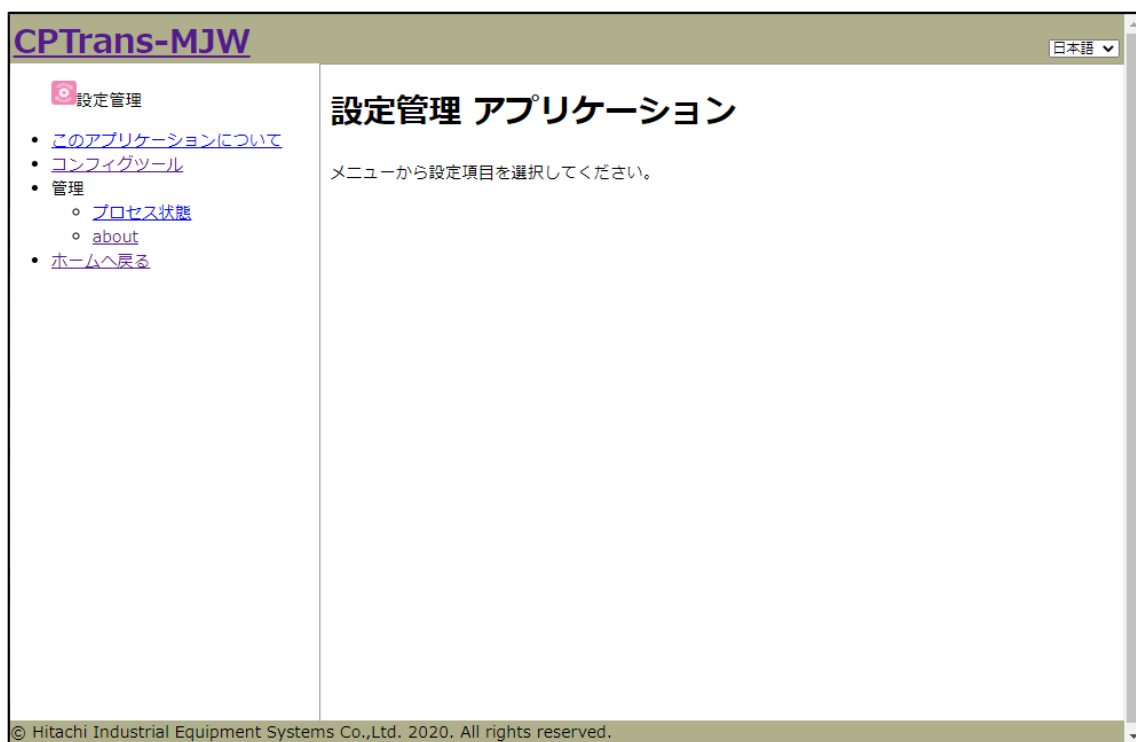 CPTrans-MJW
日本語
設定管理
このアプリケーションについて
コンフィグツール
管理
プロセス状態
about
ホームへ戻る
設定管理 アプリケーション
メニューから設定項目を選択してください。
© Hitachi Industrial Equipment Systems Co.,Ltd. 2020. All rights reserved.